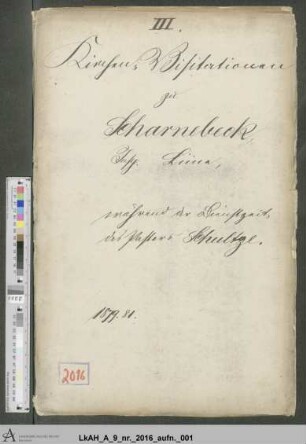 III.
Kirchen-Visitationen
zu
Scharnebeck
Insp. Lüne,
während der Dienstzeit
des Pastors Schultze.
1879.81.
2016
LkAH_A_9_nr._2016_aufn._001